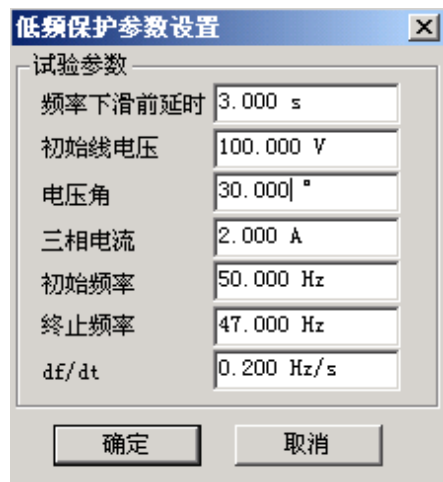 低频保护参数设置
试验参数
频率下滑前延时 3.000 s
初始线电压 100.000 V
电压角 30.000 °
三相电流 2.000 A
初始频率 50.000 Hz
终止频率 47.000 Hz
df/dt 0.200 Hz/s
确定 取消